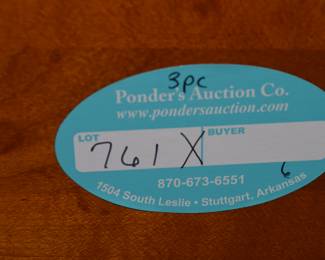 3pc
Ponder's Auction Co.
www.pondersauction.com
LOT BUYER
761 X
870-673-6551
6
1504 South Leslie • Stuttgart, Arkansas